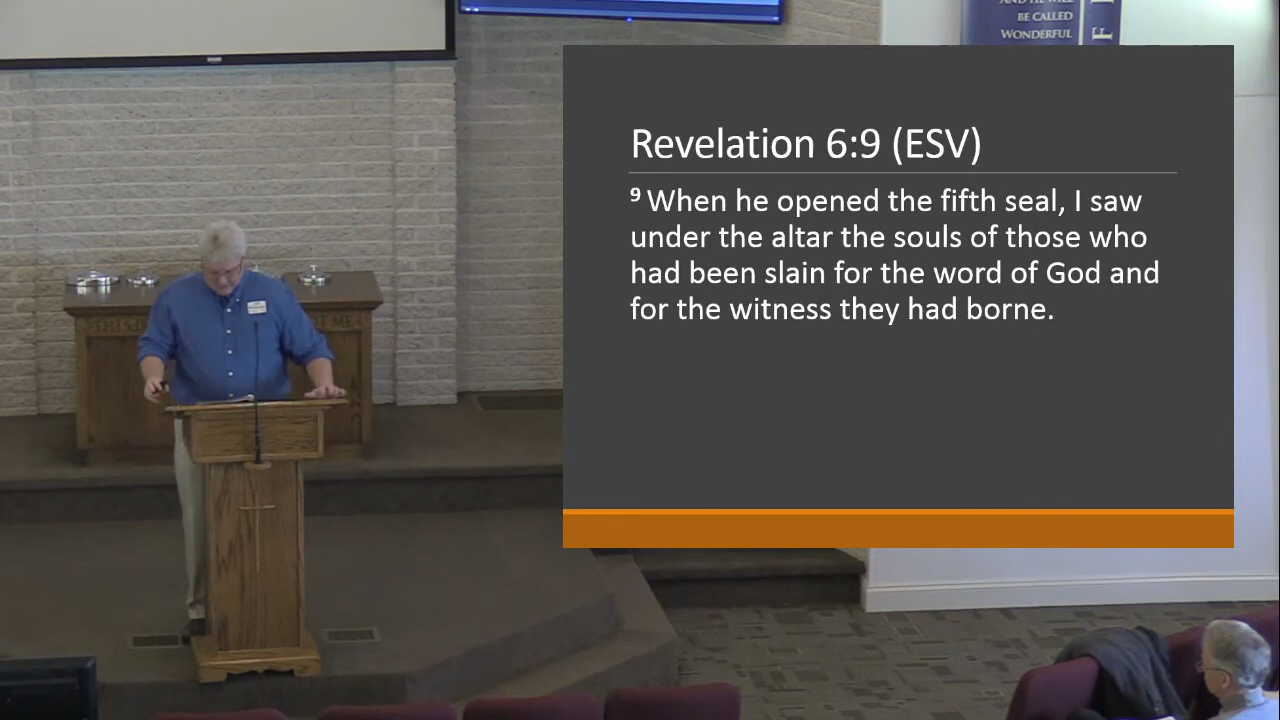 AND HE WILL
BE CALLED
WONDERFUL
Revelation 6:9 (ESV)
9 When he opened the fifth seal, I saw
under the altar the souls of those who
had been slain for the word of God and
for the witness they had borne.
OF ME